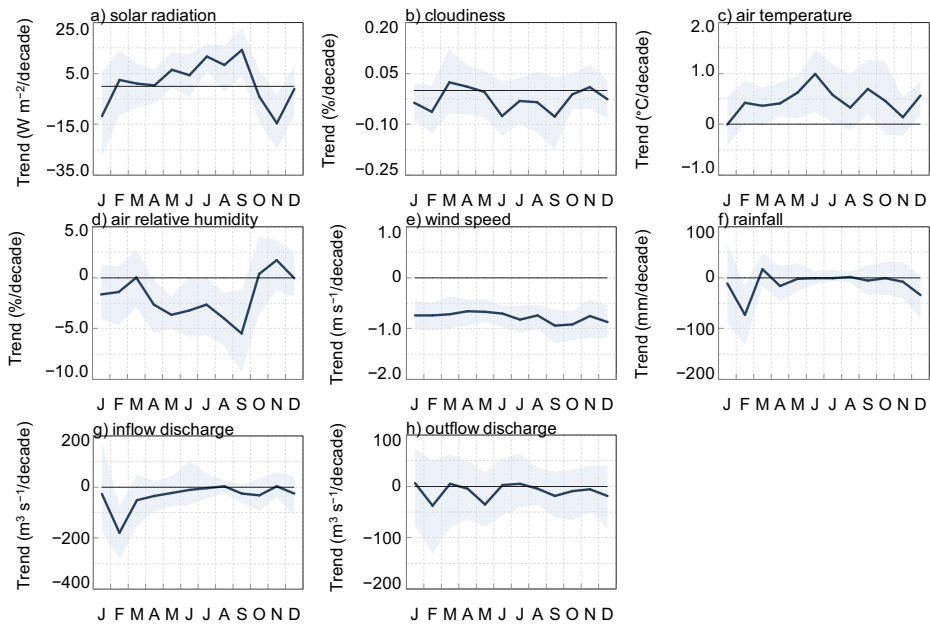 a) solar radiation
25.0
5.0
−15.0
−35.0
Trend (W m−2/decade)
J F M A M J J A S O N D
b) cloudiness
0.20
0.05
−0.10
−0.25
Trend (%/decade)
J F M A M J J A S O N D
c) air temperature
2.0
1.0
0
−1.0
Trend (°C/decade)
J F M A M J J A S O N D
d) air relative humidity
5.0
0
−5.0
−10.0
Trend (%/decade)
J F M A M J J A S O N D
e) wind speed
1.0
0
−1.0
−2.0
Trend (m s−1/decade)
J F M A M J J A S O N D
f) rainfall
100
0
−100
−200
Trend (mm/decade)
J F M A M J J A S O N D
g) inflow discharge
200
0
−200
−400
Trend (m3 s−1/decade)
J F M A M J J A S O N D
h) outflow discharge
100
0
−100
−200
Trend (m3 s−1/decade)
J F M A M J J A S O N D